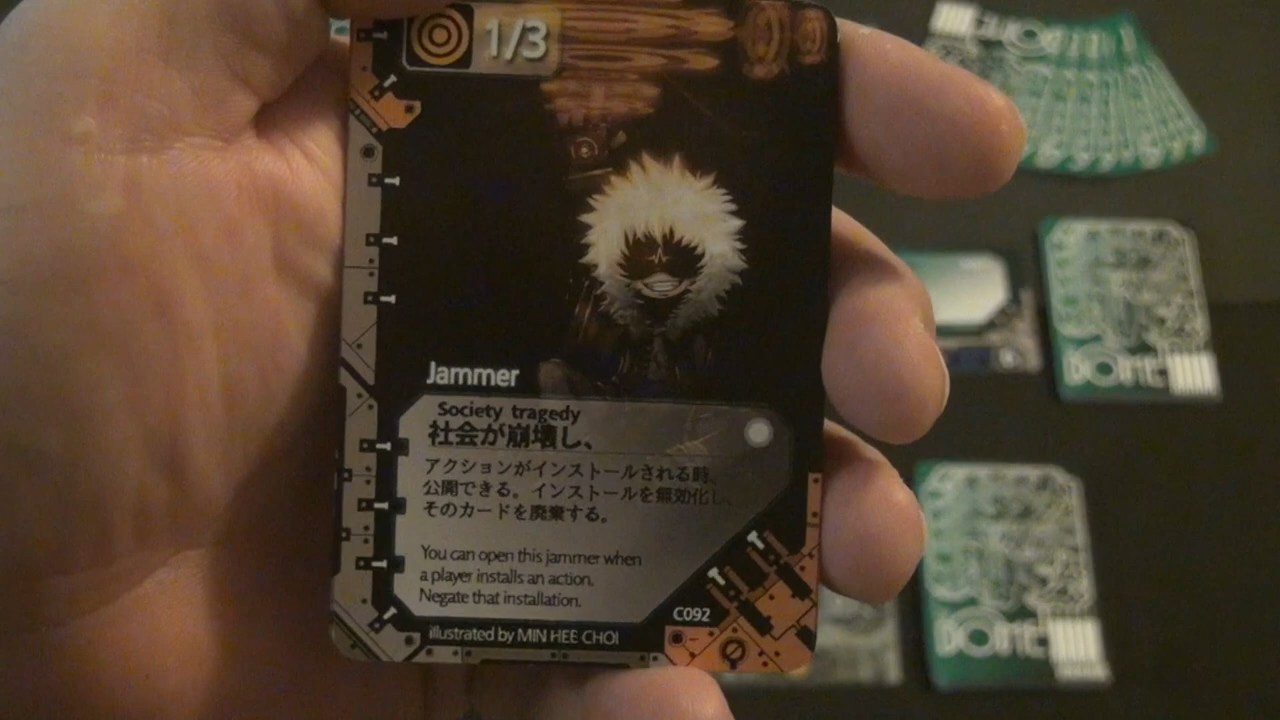 1/3
Jammer
Society tragedy
社会が崩壊し、
アクションがインストールされる時、
公開できる。インストールを無効化し、
そのカードを廃棄する。
You can open this jammer when
a player installs an action.
Negate that installation.
C092
illustrated by MIN HEE CHOI